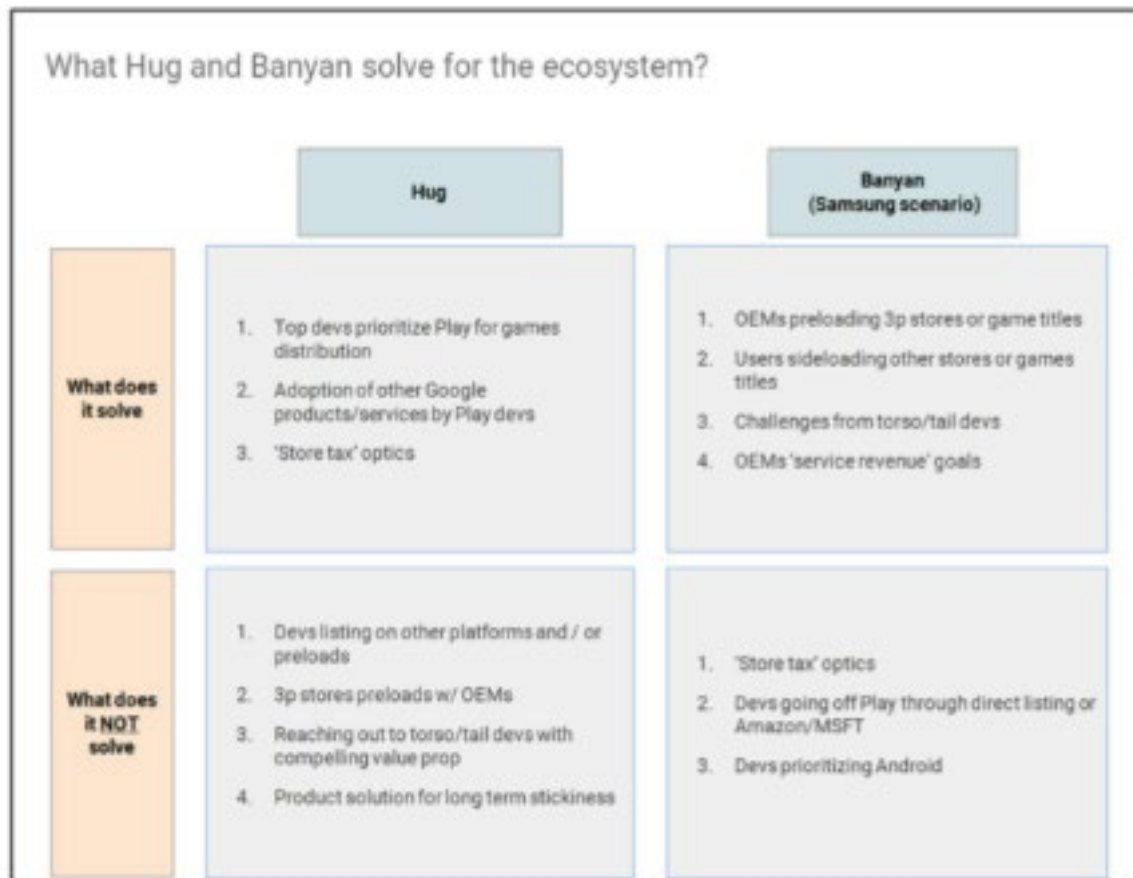 What Hug and Banyan solve for the ecosystem?
Hug
Banyan
(Samsung scenario)
What does
it solve
1. Top devs prioritize Play for games
distribution
2. Adoption of other Google
products/services by Play devs
3. 'Store tax' optics
1. OEMs preloading 3p stores or game titles
2. Users sideloading other stores or games
titles
3. Challenges from torso/tail devs
4. OEMs 'service revenue' goals
What does
it NOT
solve
1. Devs listing on other platforms and / or
preloads
2. 3p stores preloads w/ OEMs
3. Reaching out to torso/tail devs with
compelling value prop
4. Product solution for long term stickiness
1. 'Store tax' optics
2. Devs going off Play through direct listing or
Amazon/MSFT
3. Devs prioritizing Android